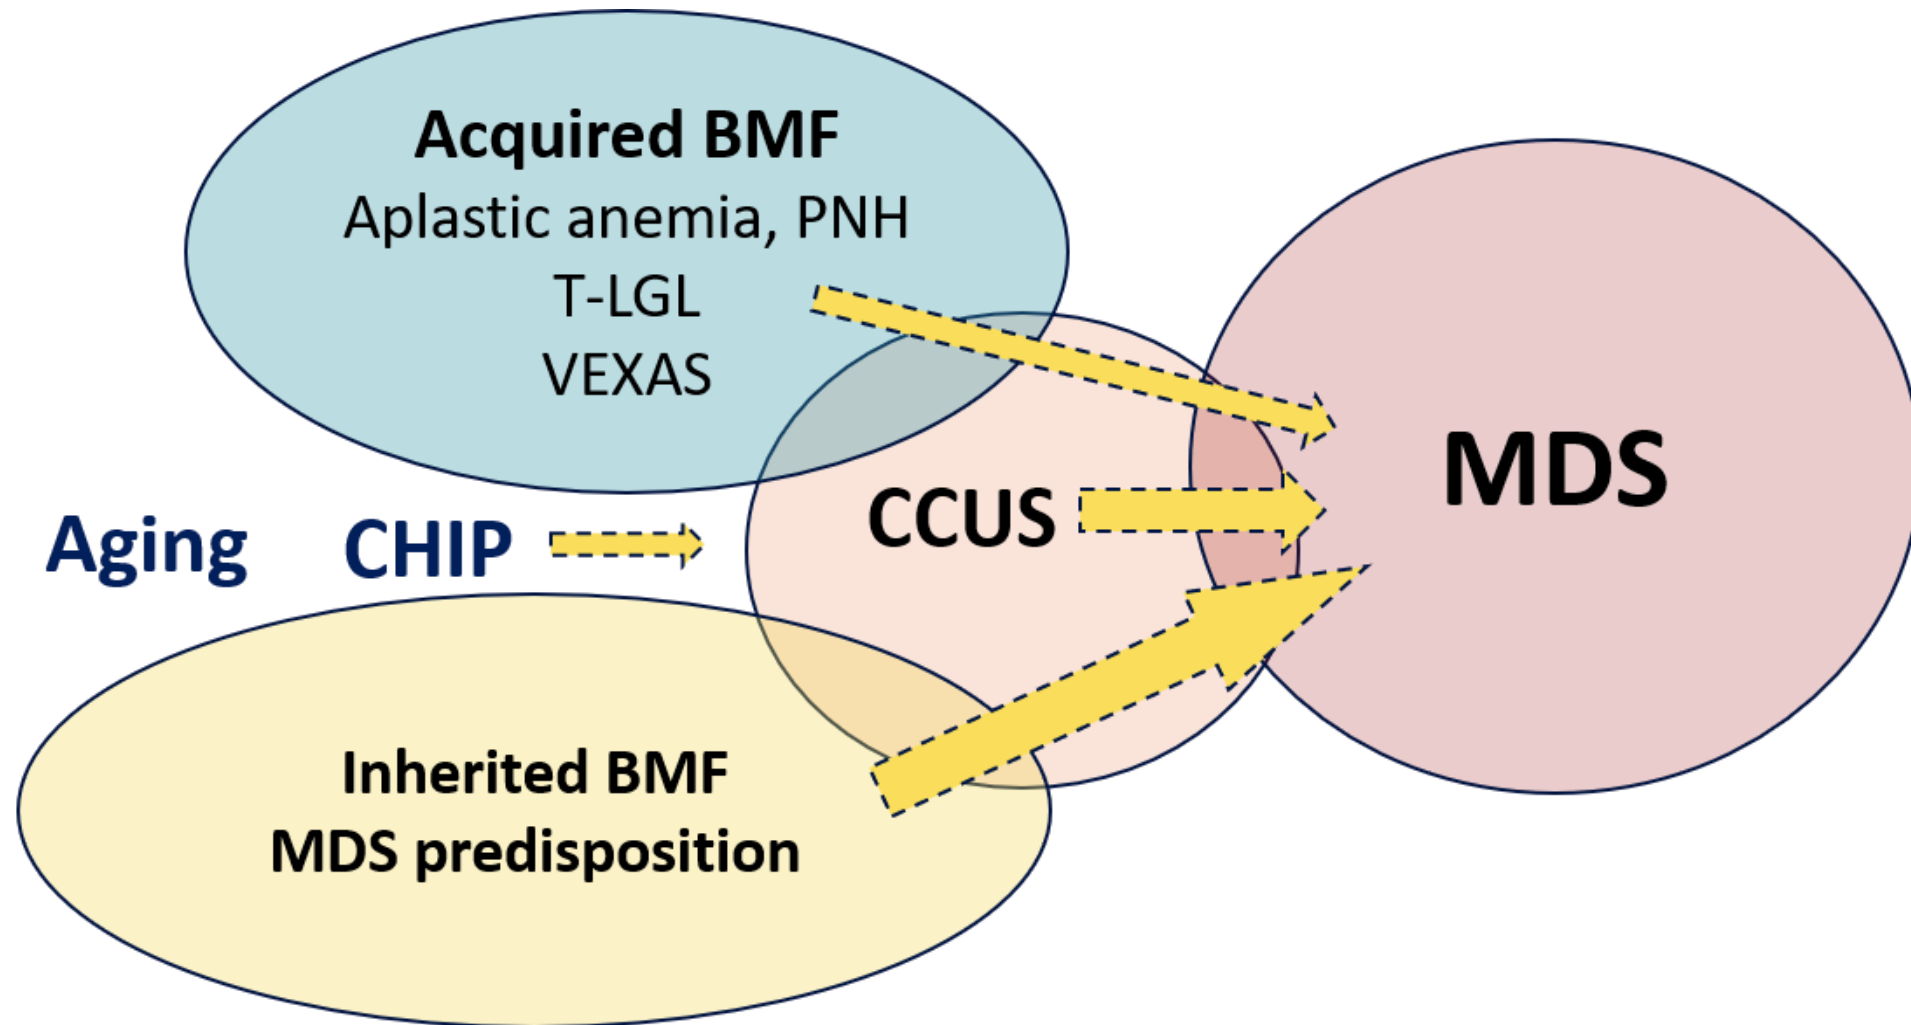 Acquired BMF
Aplastic anemia, PNH
T-LGL
VEXAS
Aging CHIP
CCUS
MDS
Inherited BMF
MDS predisposition